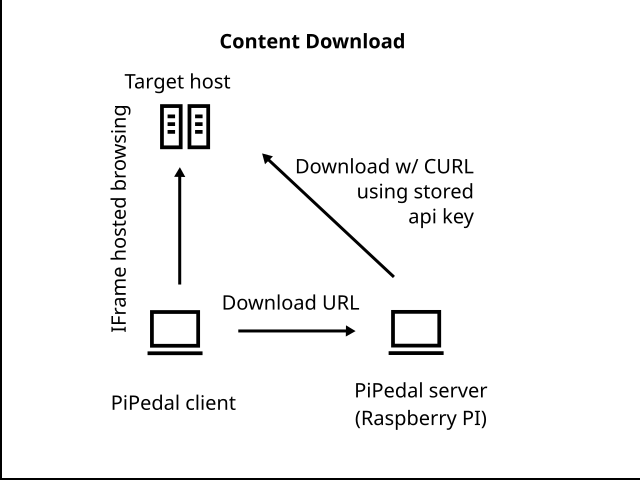 Content Download
Target host
IFrame hosted browsing
Download w/ CURL
using stored
api key
Download URL
PiPedal client
PiPedal server
(Raspberry PI)